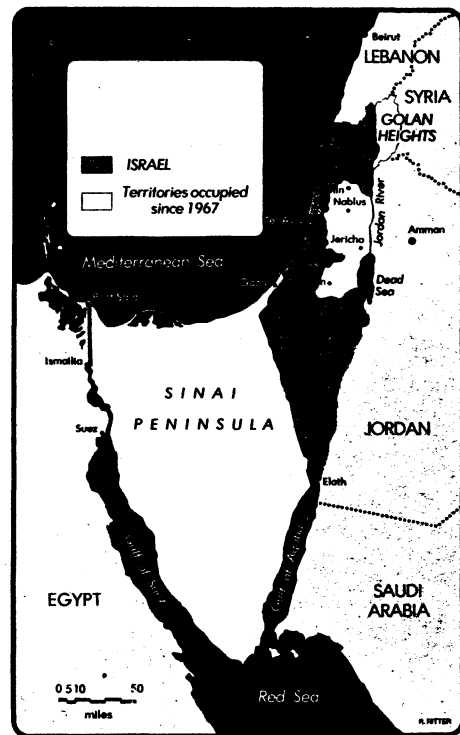 Beirut
LEBANON
SYRIA
GOLAN
HEIGHTS
ISRAEL
Territories occupied
since 1967
Nablus
Jordan River
Jericha
Amman
Mediterranean Sea
Dead
Sea
Ismailia
SINAI
PENINSULA
Suez
JORDAN
Elath
Gulf of Suez
Gulf of Aqaba
EGYPT
SAUDI
ARABIA
0 5 10 50
miles
Red Sea
R. RITTER